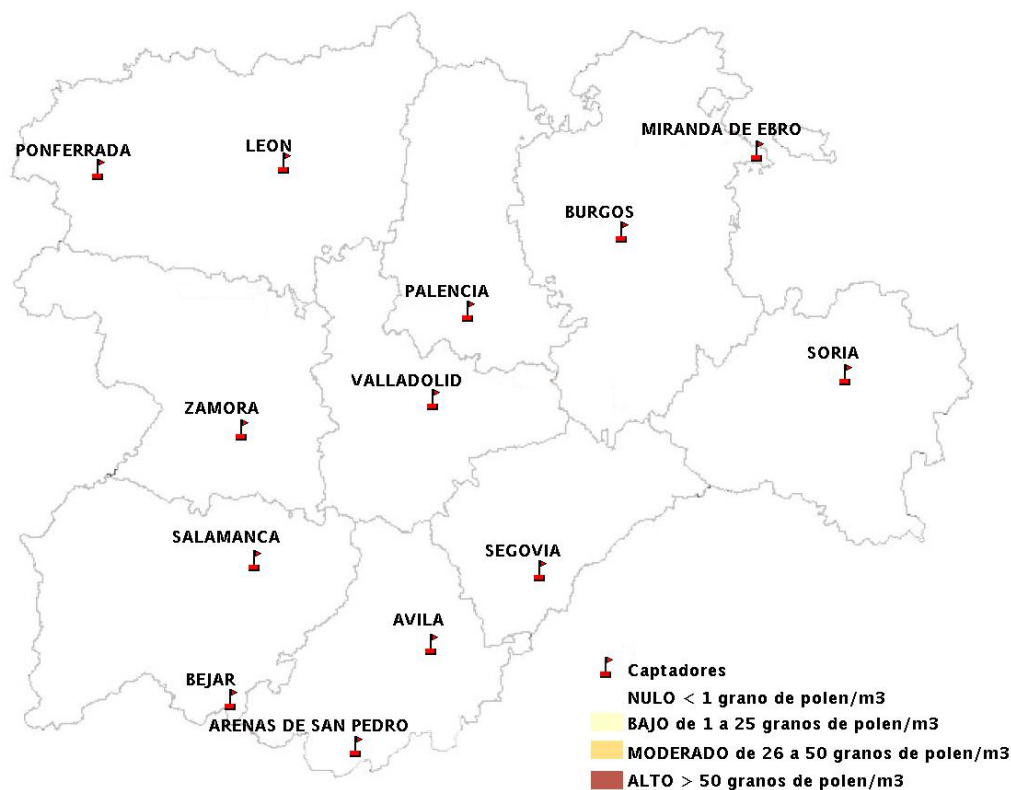 MIRANDA DE EBRO
PONFERRADA
LEON
BURGOS
PALENCIA
SORIA
VALLADOLID
ZAMORA
SALAMANCA
SEGOVIA
AVILA
BEJAR
ARENAS DE SAN PEDRO
Captadores
NULO < 1 grano de polen/m3
BAJO de 1 a 25 granos de polen/m3
MODERADO de 26 a 50 granos de polen/m3
ALTO > 50 granos de polen/m3